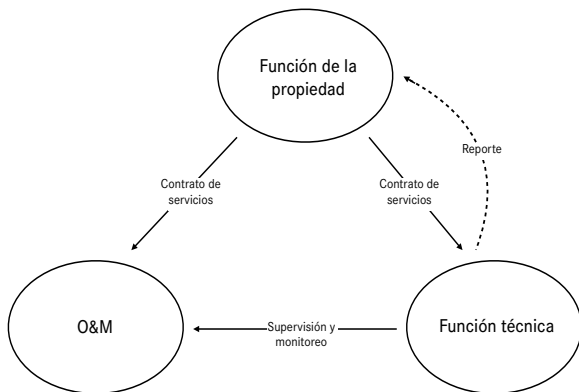 Función de la
propiedad
Reporte
Contrato de
servicios
Contrato de
servicios
O&M
Supervisión y
monitoreo
Función técnica